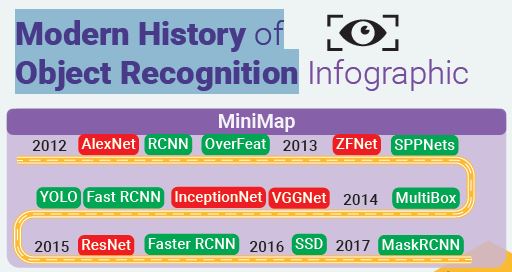 Modern History of
Object Recognition Infographic
MiniMap
2012 AlexNet RCNN OverFeat 2013 ZFNet SPPNets
YOLO Fast RCNN InceptionNet VGGNet 2014 MultiBox
2015 ResNet Faster RCNN 2016 SSD 2017 MaskRCNN